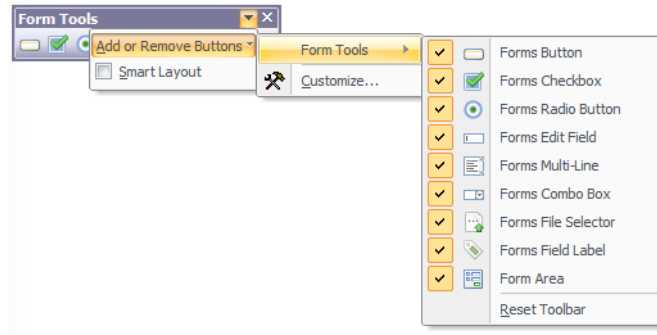 Form Tools
Add or Remove Buttons
Smart Layout
Form Tools
Customize...
Forms Button
Forms Checkbox
Forms Radio Button
Forms Edit Field
Forms Multi-Line
Forms Combo Box
Forms File Selector
Forms Field Label
Form Area
Reset Toolbar